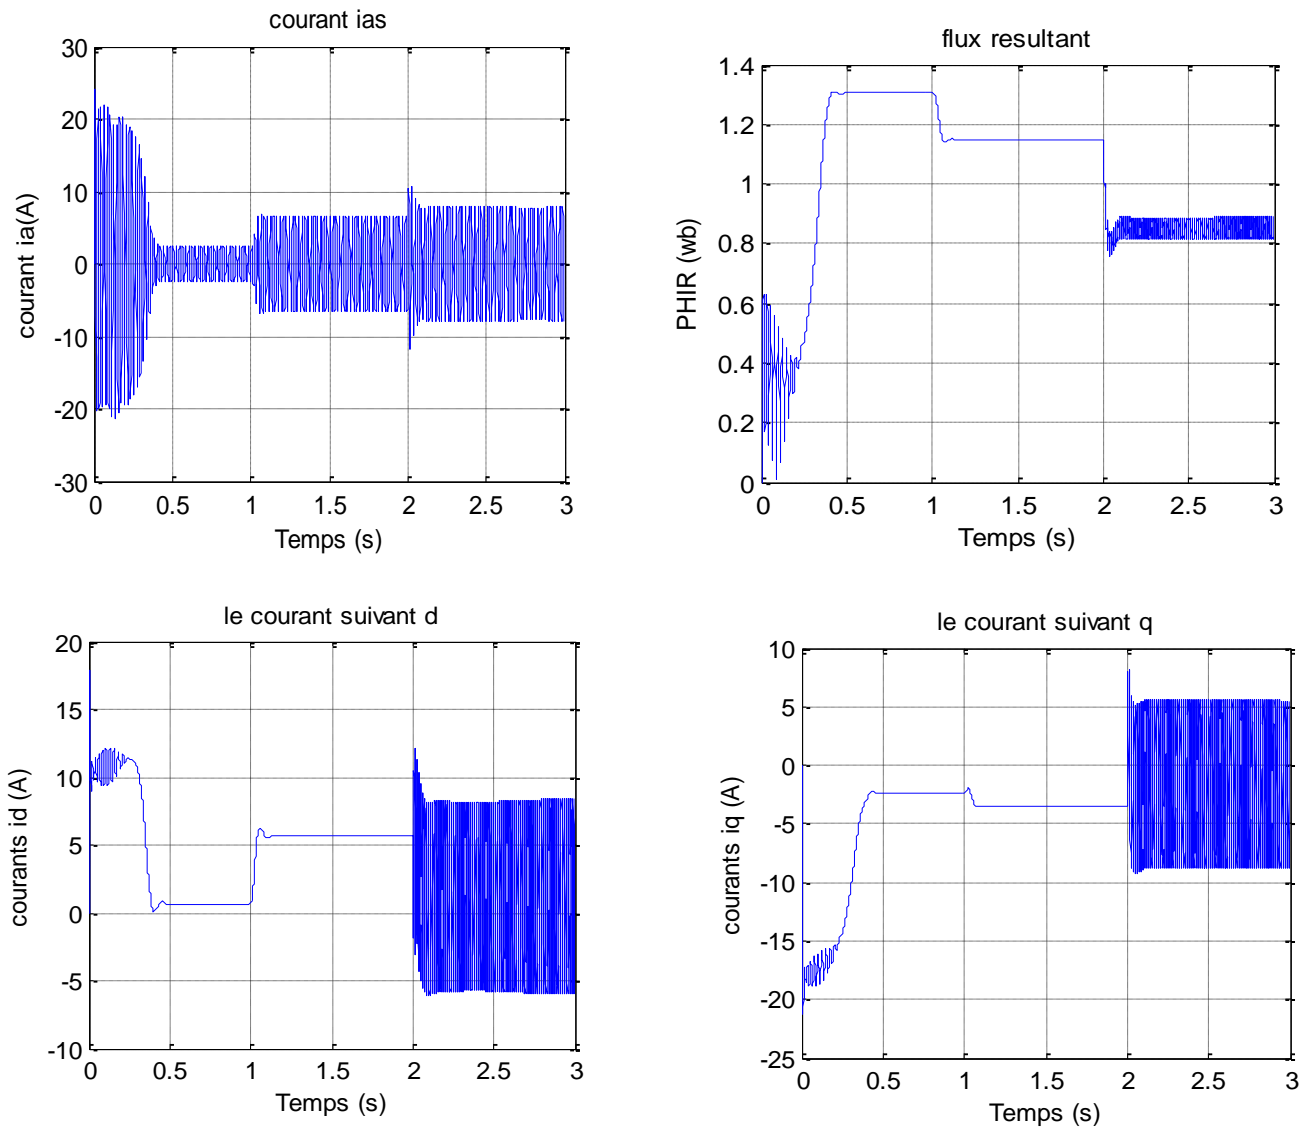 courant ias
30
20
10
0
-10
-20
-30
courant ia(A)
0 0.5 1 1.5 2 2.5 3
Temps (s)
flux resultant
1.4
1.2
1
0.8
0.6
0.4
0.2
0
PHIR (wb)
0 0.5 1 1.5 2 2.5 3
Temps (s)
le courant suivant d
20
15
10
5
0
-5
-10
courants id (A)
0 0.5 1 1.5 2 2.5 3
Temps (s)
le courant suivant q
10
5
0
-5
-10
-15
-20
-25
courants iq (A)
0 0.5 1 1.5 2 2.5 3
Temps (s)